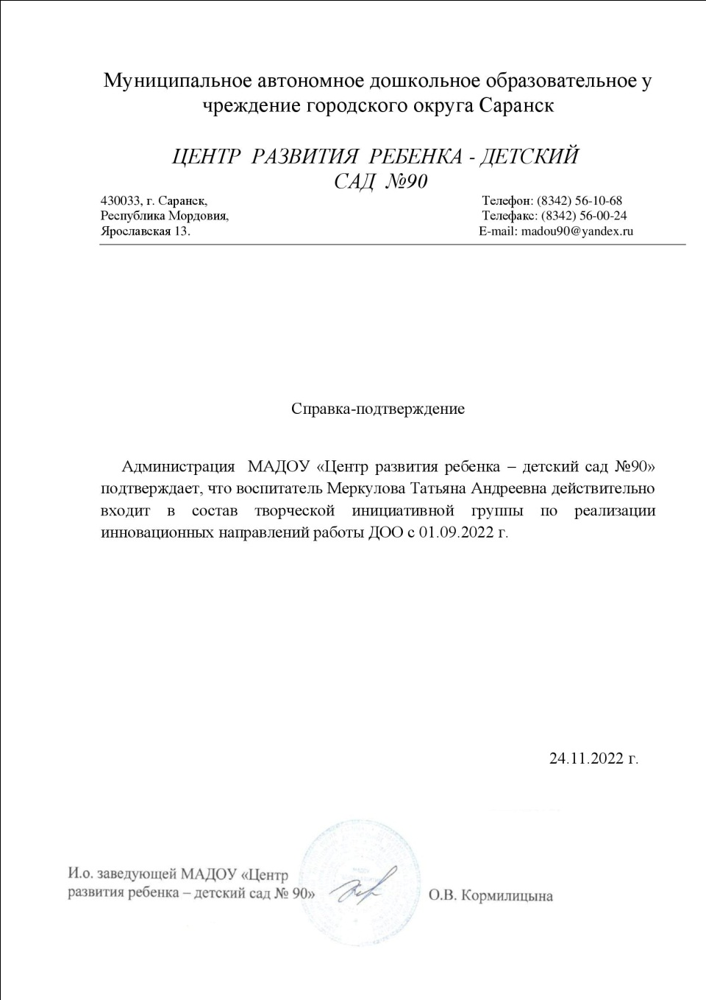 Муниципальное автономное дошкольное образовательное у
чреждение городского округа Саранск
ЦЕНТР РАЗВИТИЯ РЕБЕНКА - ДЕТСКИЙ
САД №90
430033, г. Саранск,
Республика Мордовия,
Ярославская 13.
Телефон: (8342) 56-10-68
Телефакс: (8342) 56-00-24
E-mail: madou90@yandex.ru
Справка-подтверждение
Администрация МАДОУ «Центр развития ребенка – детский сад №90»
подтверждает, что воспитатель Меркулова Татьяна Андреевна действительно
входит в состав творческой инициативной группы по реализации
инновационных направлений работы ДОО с 01.09.2022 г.
24.11.2022 г.
И.о. заведующей МАДОУ «Центр
развития ребенка – детский сад № 90»
О.В. Кормилицына